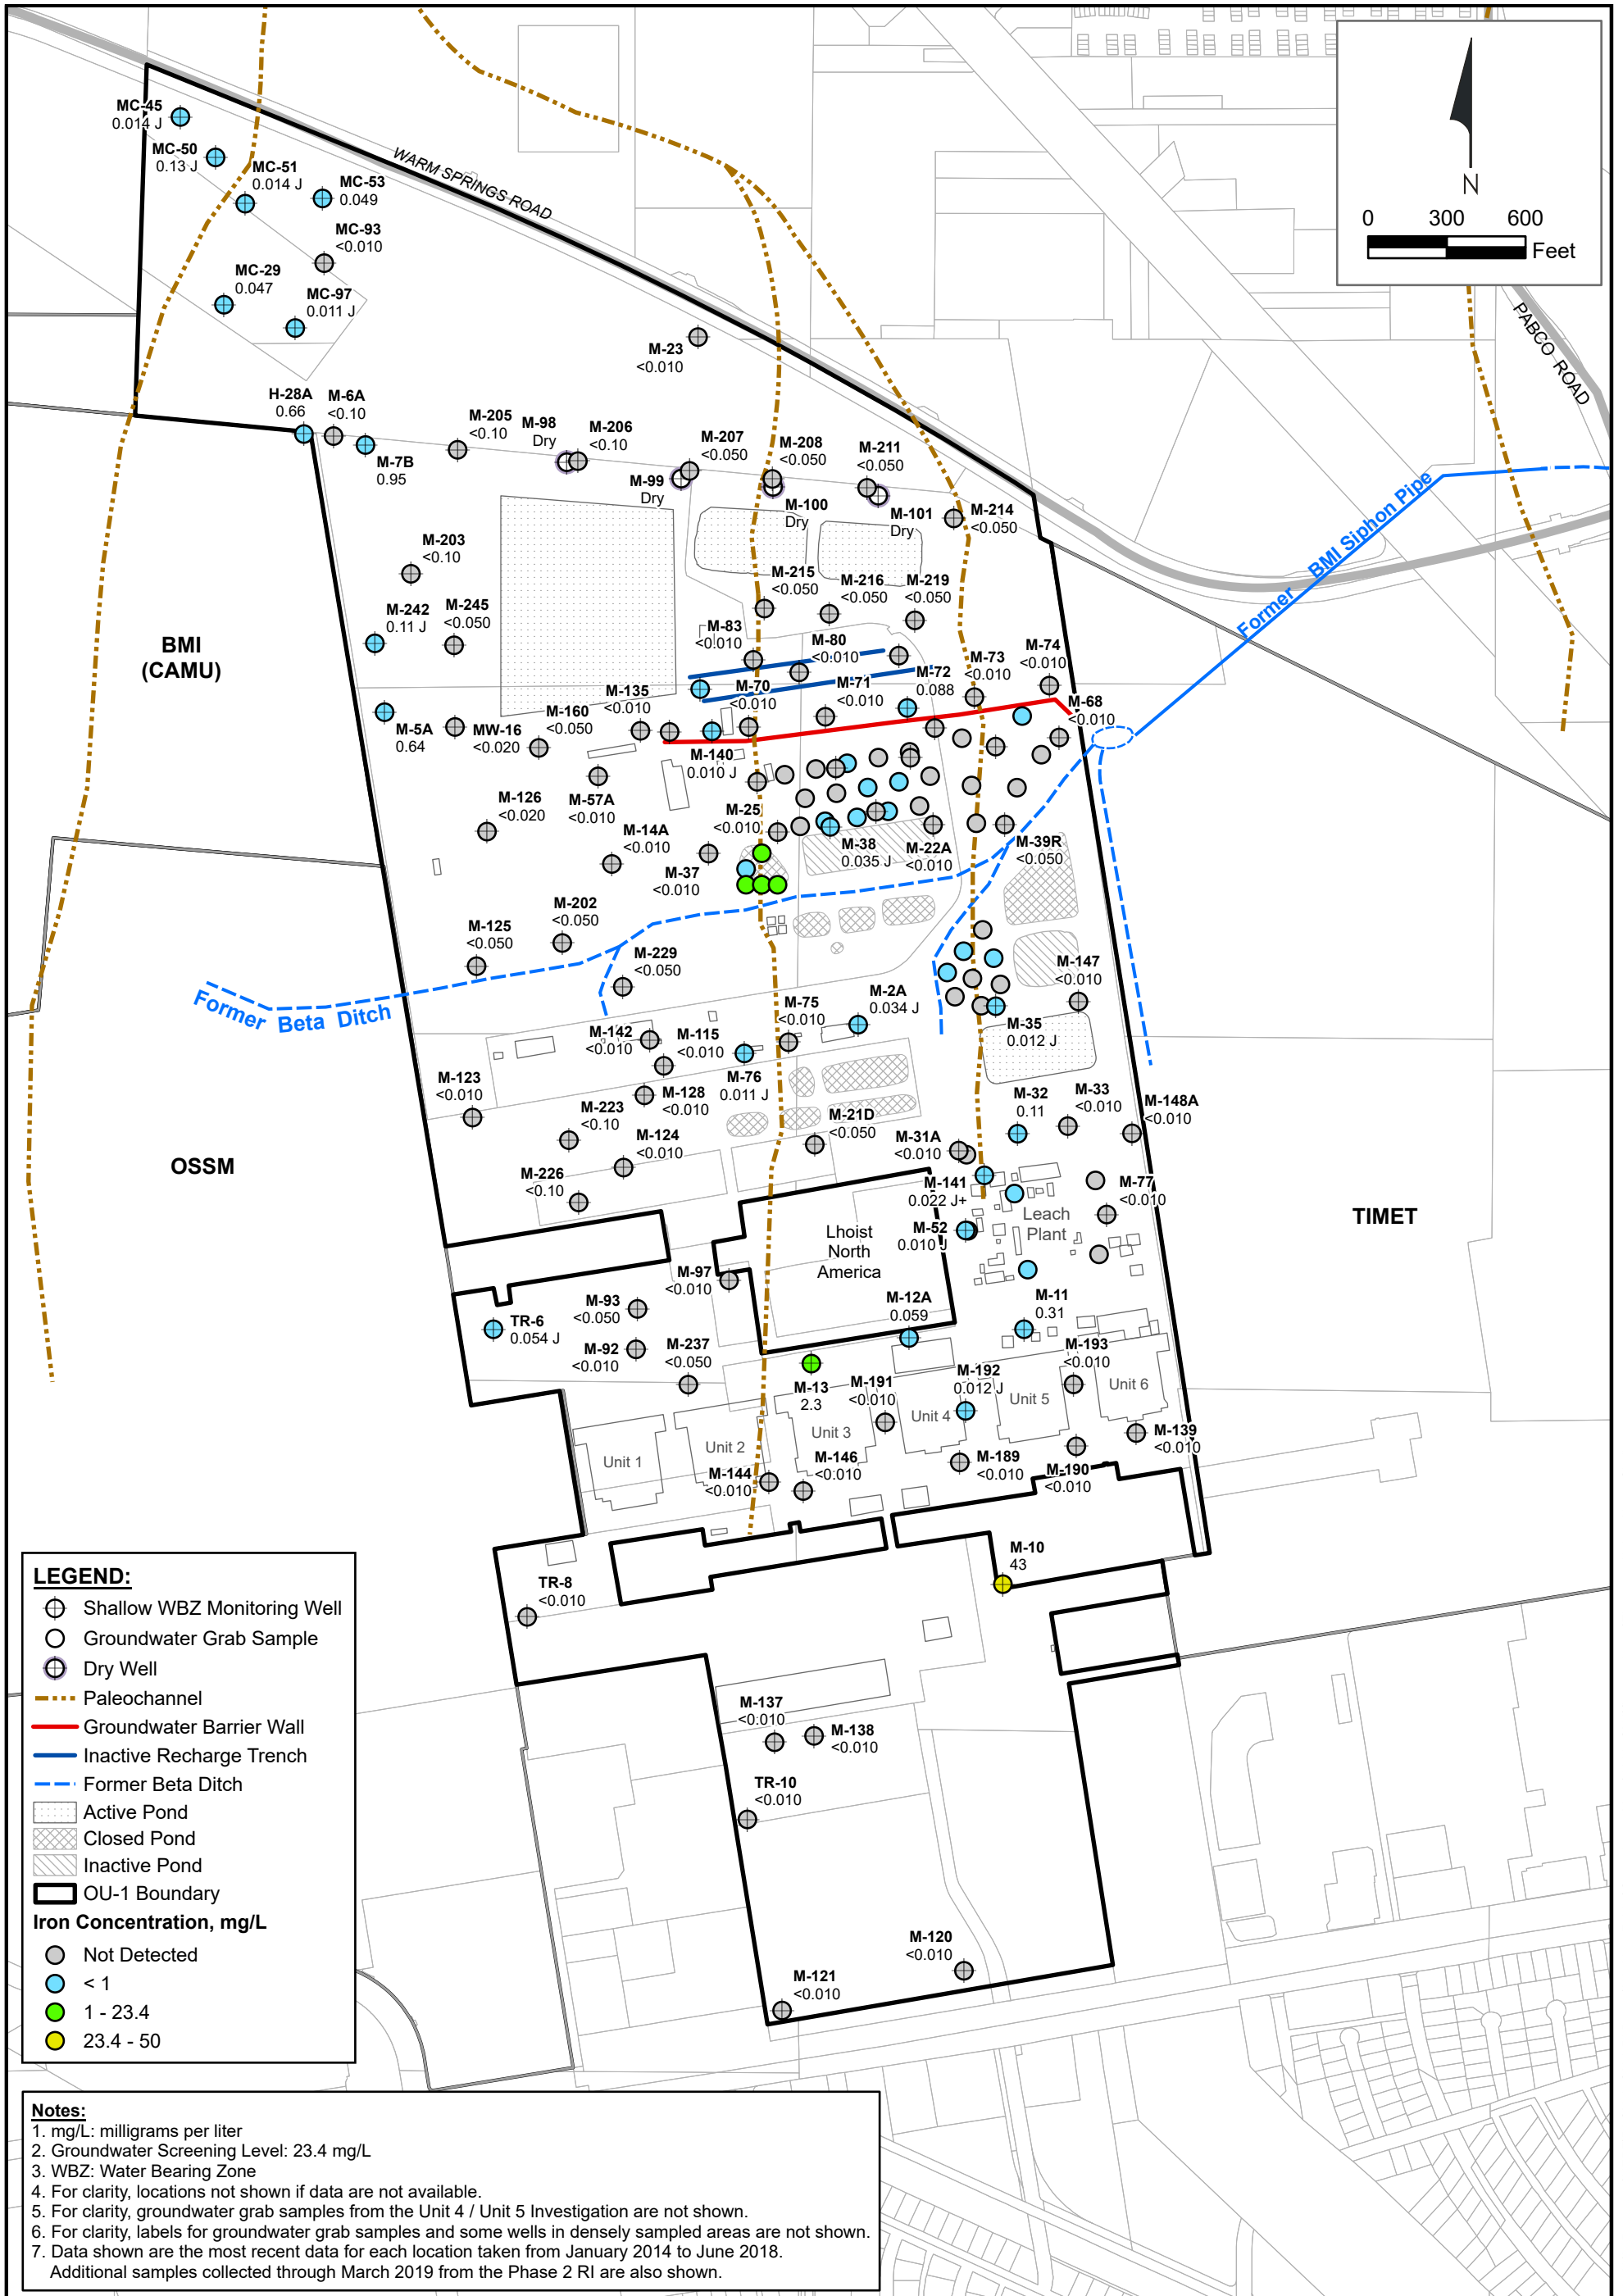 MC-45
0.014 J
MC-50
0.13 J
MC-51
0.014 J
MC-53
0.049
MC-93
<0.010
MC-29
0.047
MC-97
0.011 J
WARM SPRINGS ROAD
N
0 300 600
Feet
PABCO ROAD
M-23
<0.010
H-28A
0.66
M-6A
<0.10
M-7B
0.95
M-205
<0.10
M-98
Dry
M-206
<0.10
M-207
<0.050
M-99
Dry
M-208
<0.050
M-100
Dry
M-211
<0.050
M-101
Dry
M-214
<0.050
Former BMI Siphon Pipe
M-203
<0.10
M-242
0.11 J
M-245
<0.050
M-215
<0.050
M-216
<0.050
M-219
<0.050
BMI
(CAMU)
M-83
<0.010
M-80
<0.010
M-73
<0.010
M-74
<0.010
M-72
0.088
M-71
<0.010
M-70
<0.010
M-68
<0.010
M-135
<0.010
M-160
<0.050
M-5A
0.64
MW-16
<0.020
M-140
0.010 J
M-126
<0.020
M-57A
<0.010
M-25
<0.010
M-14A
<0.010
M-37
<0.010
M-38
0.035 J
M-22A
<0.010
M-39R
<0.050
M-202
<0.050
M-125
<0.050
M-229
<0.050
Former Beta Ditch
M-147
<0.010
M-2A
0.034 J
M-75
<0.010
M-35
0.012 J
M-142
<0.010
M-115
<0.010
M-76
0.011 J
M-123
<0.010
M-128
<0.010
M-223
<0.10
M-124
<0.010
M-226
<0.10
M-21D
<0.050
M-32
0.11
M-33
<0.010
M-148A
<0.010
M-31A
<0.010
OSSM
M-141
0.022 J+
M-77
<0.010
Leach
Plant
M-52
0.010 J
TIMET
Lhoist
North
America
M-97
<0.010
M-93
<0.050
M-12A
0.059
M-11
0.31
TR-6
0.054 J
M-92
<0.010
M-237
<0.050
M-13
2.3
M-191
<0.010
M-192
0.012 J
M-193
<0.010
Unit 1
Unit 2
Unit 3
Unit 4
Unit 5
Unit 6
M-139
<0.010
M-144
<0.010
M-146
<0.010
M-189
<0.010
M-190
<0.010
M-10
43
TR-8
<0.010
M-137
<0.010
M-138
<0.010
TR-10
<0.010
M-120
<0.010
M-121
<0.010
LEGEND:
Shallow WBZ Monitoring Well
Groundwater Grab Sample
Dry Well
Paleochannel
Groundwater Barrier Wall
Inactive Recharge Trench
Former Beta Ditch
Active Pond
Closed Pond
Inactive Pond
OU-1 Boundary
Iron Concentration, mg/L
Not Detected
< 1
1 - 23.4
23.4 - 50
Notes:
1. mg/L: milligrams per liter
2. Groundwater Screening Level: 23.4 mg/L
3. WBZ: Water Bearing Zone
4. For clarity, locations not shown if data are not available.
5. For clarity, groundwater grab samples from the Unit 4 / Unit 5 Investigation are not shown.
6. For clarity, labels for groundwater grab samples and some wells in densely sampled areas are not shown.
7. Data shown are the most recent data for each location taken from January 2014 to June 2018.
Additional samples collected through March 2019 from the Phase 2 RI are also shown.